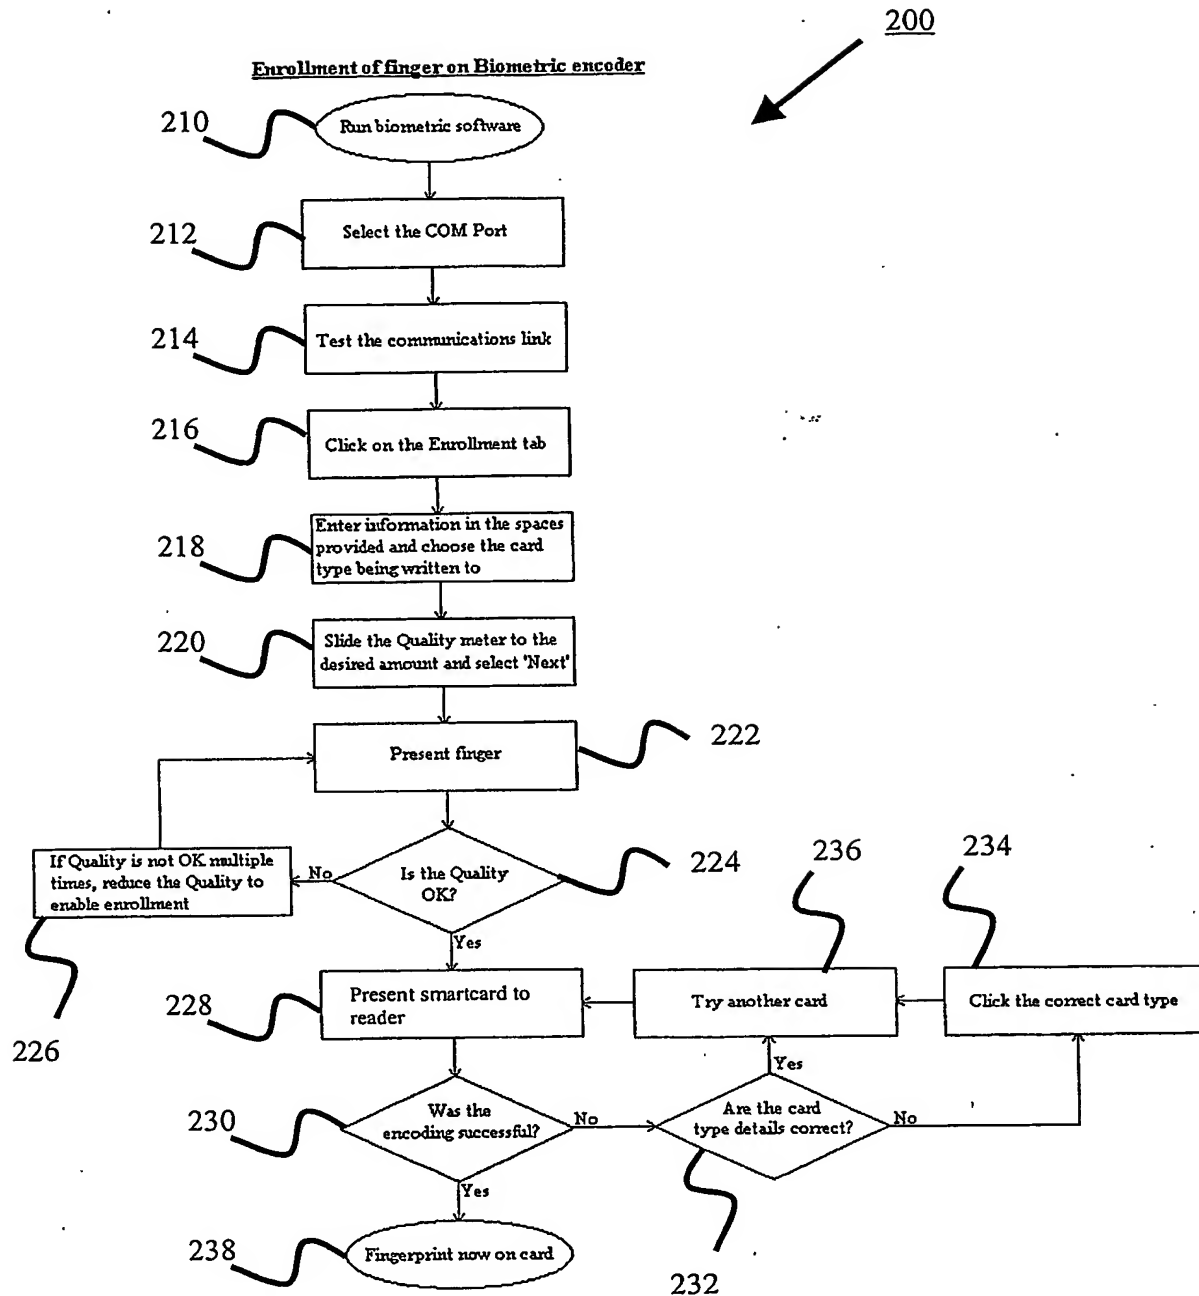 200
Enrollment of finger on Biometric encoder
210
Run biometric software
212
Select the COM Port
214
Test the communications link
216
Click on the Enrollment tab
218
Enter information in the spaces
provided and choose the card
type being written to
220
Slide the Quality meter to the
desired amount and select 'Next'
222
Present finger
If Quality is not OK multiple
times, reduce the Quality to
enable enrollment
No
Is the Quality
OK?
224
236
234
226
Yes
228
Present smartcard to
reader
Try another card
Click the correct card type
Yes
230
Was the
encoding successful?
No
Are the card
type details correct?
No
Yes
238
Fingerprint now on card
232